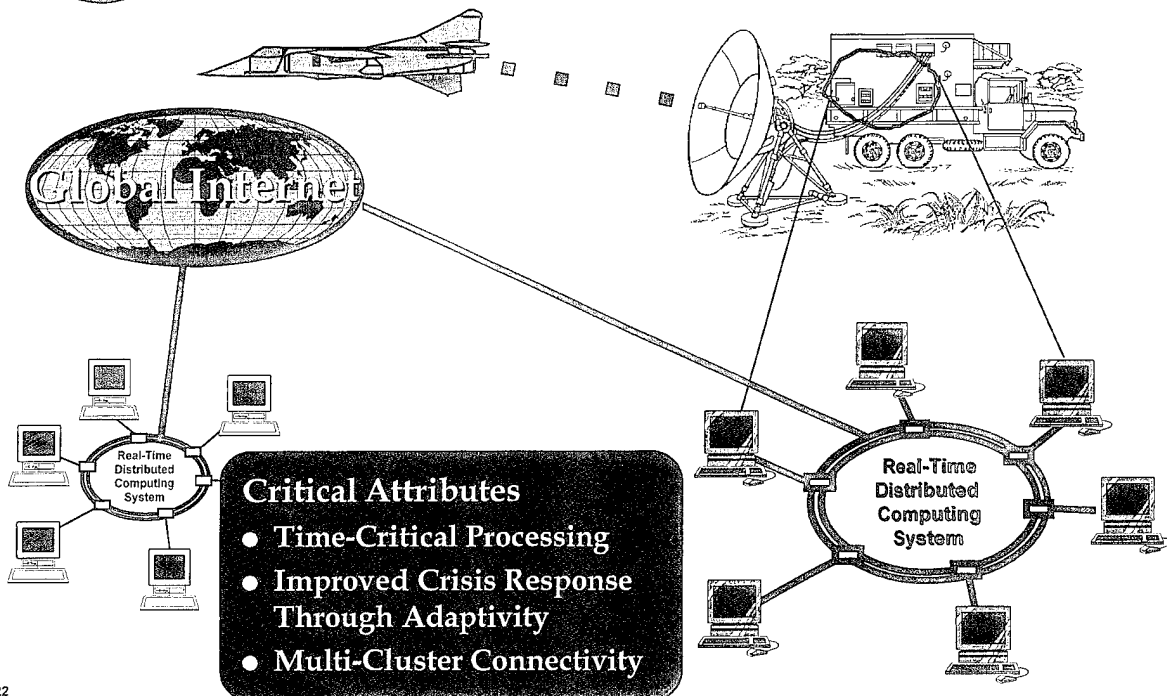 Global Internet
Real-Time
Distributed
Computing
System
Critical Attributes
● Time-Critical Processing
● Improved Crisis Response
Through Adaptivity
● Multi-Cluster Connectivity
Real-Time
Distributed
Computing
System
22